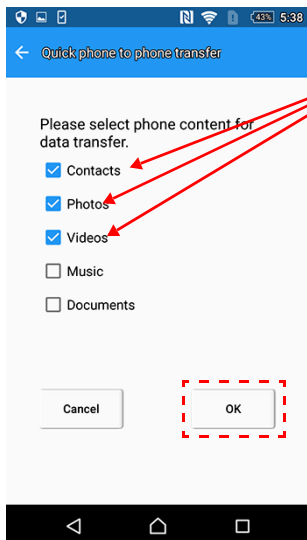 43% 5:38
Quick phone to phone transfer
Please select phone content for
data transfer.
Contacts
Photos
Videos
Music
Documents
Cancel OK